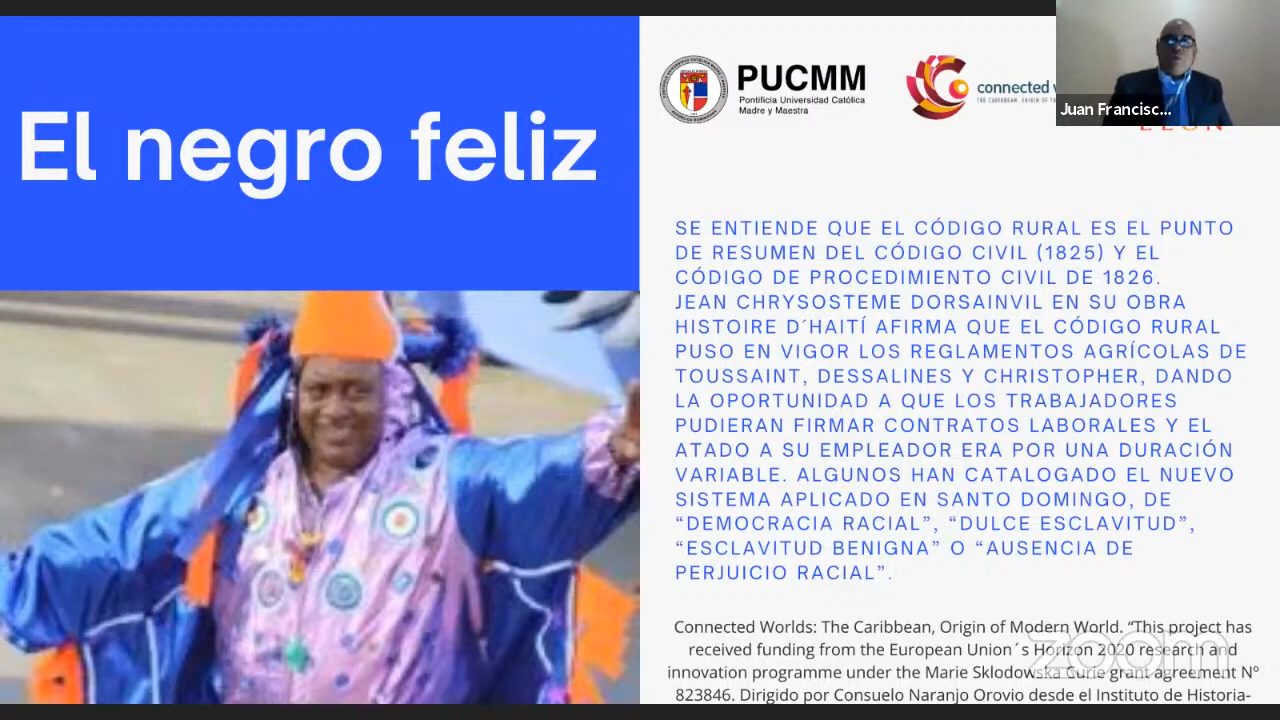 El negro feliz
PUCMM
Pontificia Universidad Católica
Madre y Maestra
connected
THE CARIBBEAN, ORIGIN OF
Juan Francisc...
SE ENTIENDE QUE EL CÓDIGO RURAL ES EL PUNTO
DE RESUMEN DEL CÓDIGO CIVIL (1825) Y EL
CÓDIGO DE PROCEDIMIENTO CIVIL DE 1826.
JEAN CHRYSOSTEME DORSAINVIL EN SU OBRA
HISTOIRE D´HAITÍ AFIRMA QUE EL CÓDIGO RURAL
PUSO EN VIGOR LOS REGLAMENTOS AGRÍCOLAS DE
TOUSSAINT, DESSALINES Y CHRISTOPHER, DANDO
LA OPORTUNIDAD A QUE LOS TRABAJADORES
PUDIERAN FIRMAR CONTRATOS LABORALES Y EL
ATADO A SU EMPLEADOR ERA POR UNA DURACIÓN
VARIABLE. ALGUNOS HAN CATALOGADO EL NUEVO
SISTEMA APLICADO EN SANTO DOMINGO, DE
“DEMOCRACIA RACIAL”, “DULCE ESCLAVITUD”,
“ESCLAVITUD BENIGNA” O “AUSENCIA DE
PERJUICIO RACIAL”.
Connected Worlds: The Caribbean, Origin of Modern World. “This project has
received funding from the European Union´s Horizon 2020 research and
innovation programme under the Marie Sklodowska Curie grant agreement Nº
823846. Dirigido por Consuelo Naranjo Orovio desde el Instituto de Historia-
zoom